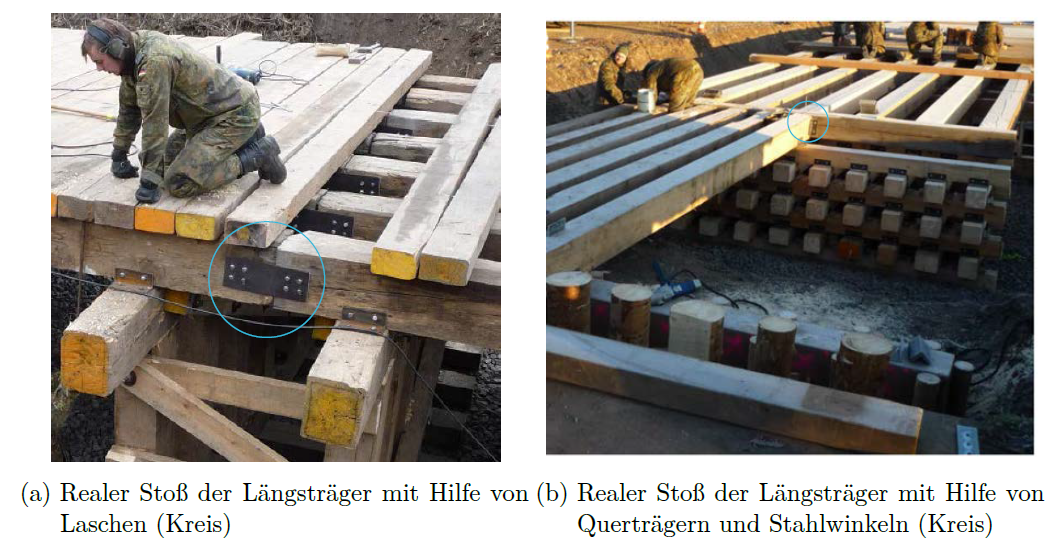 (a) Realer Stoß der Längsträger mit Hilfe von
Laschen (Kreis)
(b) Realer Stoß der Längsträger mit Hilfe von
Querträgern und Stahlwinkeln (Kreis)